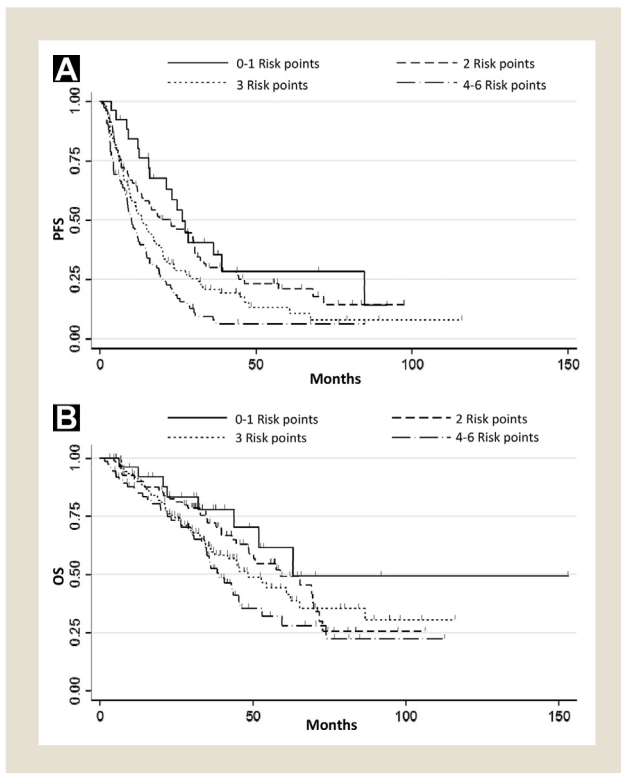 A
0-1 Risk points 2 Risk points
3 Risk points 4-6 Risk points
1.00
0.75
0.50
0.25
0.00
PFS
0 50 100 150
Months
B
0-1 Risk points 2 Risk points
3 Risk points 4-6 Risk points
1.00
0.75
0.50
0.25
0.00
OS
0 50 100 150
Months